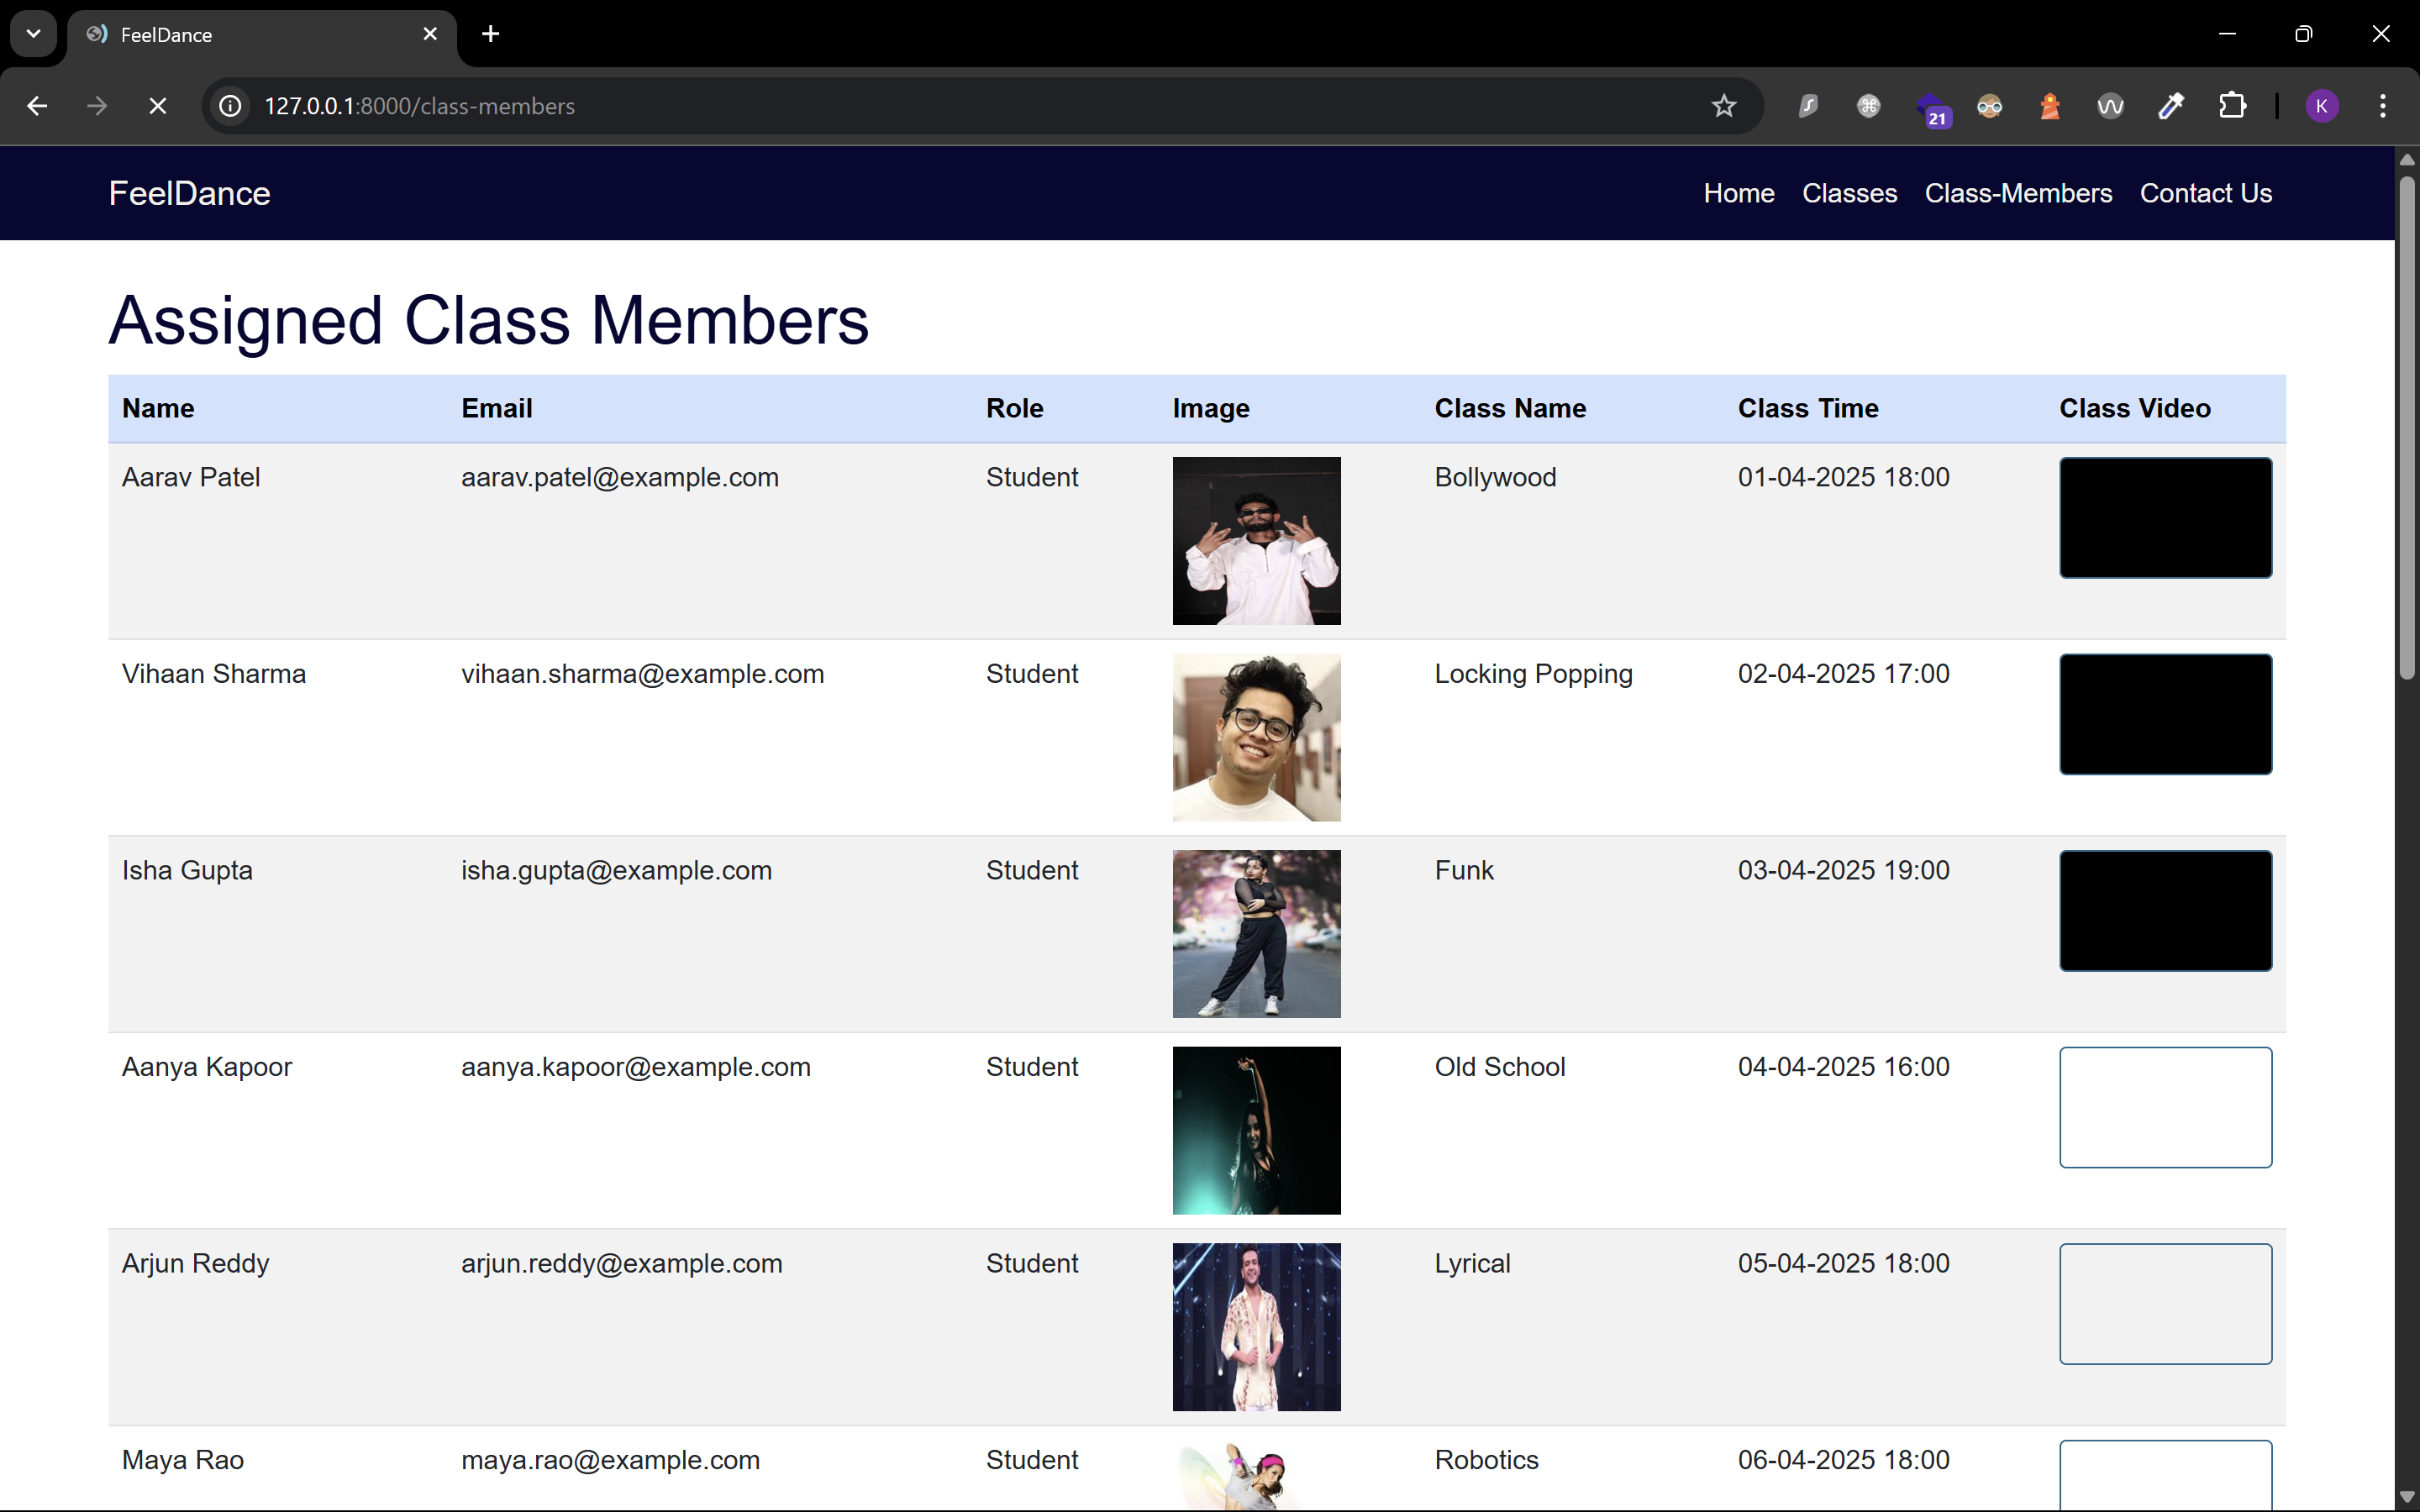 FeelDance
127.0.0.1:8000/class-members
21
K
FeelDance
Home Classes Class-Members Contact Us
Assigned Class Members
Name Email Role Image Class Name Class Time Class Video
Aarav Patel aarav.patel@example.com Student Bollywood 01-04-2025 18:00
Vihaan Sharma vihaan.sharma@example.com Student Locking Popping 02-04-2025 17:00
Isha Gupta isha.gupta@example.com Student Funk 03-04-2025 19:00
Aanya Kapoor aanya.kapoor@example.com Student Old School 04-04-2025 16:00
Arjun Reddy arjun.reddy@example.com Student Lyrical 05-04-2025 18:00
Maya Rao maya.rao@example.com Student Robotics 06-04-2025 18:00